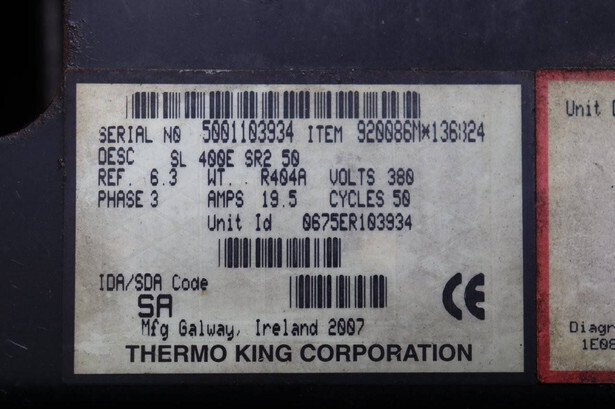 SERIAL NO 5001103934 ITEM 920086M*136824
DESC SL 400E SR2 50
REF. 6.3 WT.. R404A VOLTS 380
PHASE 3 AMPS 19.5 CYCLES 50
Unit Id 0675ER103934
IDA/SDA Code
SA
CE
Mfg Galway, Ireland 2007
THERMO KING CORPORATION
Unit
Diagr
1E08